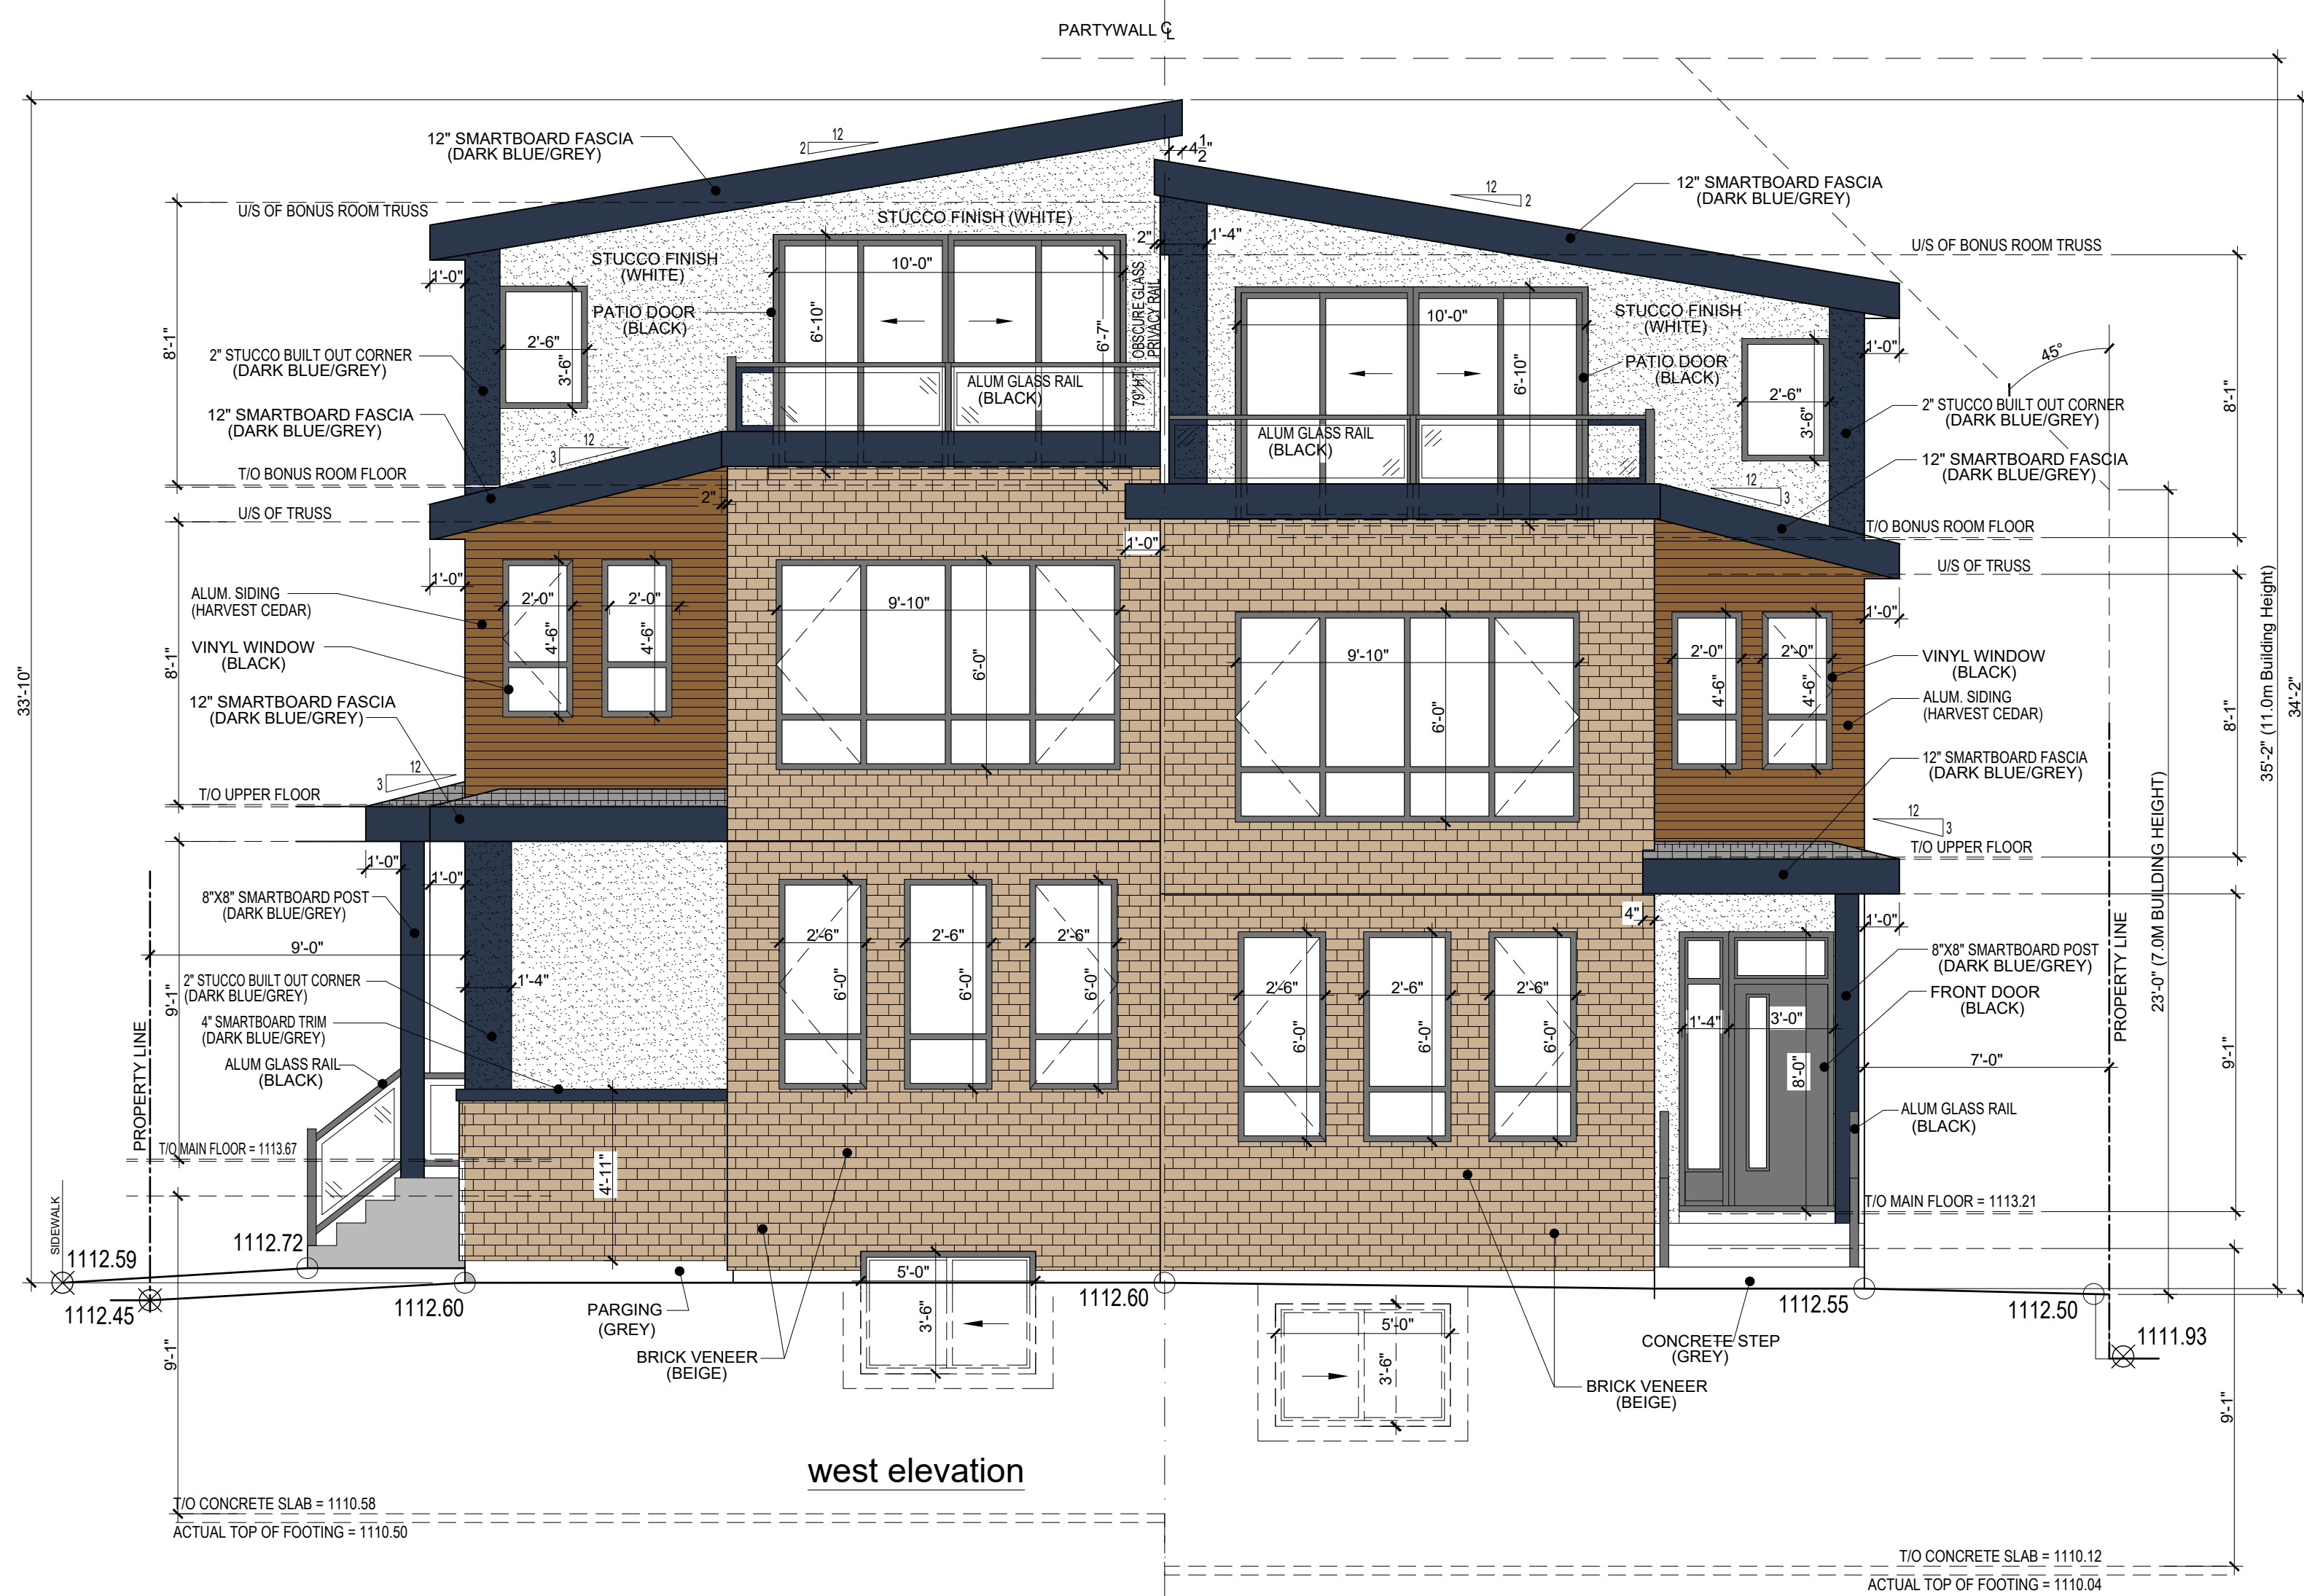 PARTYWALL ℄
12" SMARTBOARD FASCIA
(DARK BLUE/GREY)
12
2
4 1/2"
12
2
12" SMARTBOARD FASCIA
(DARK BLUE/GREY)
U/S OF BONUS ROOM TRUSS
STUCCO FINISH (WHITE)
2"
1'-4"
U/S OF BONUS ROOM TRUSS
STUCCO FINISH
(WHITE)
10'-0"
1'-0"
PATIO DOOR
(BLACK)
6'-10"
6'-7"
79" HT OBSCURE GLASS
PRIVACY RAIL
10'-0"
STUCCO FINISH
(WHITE)
8'-1"
2'-6"
3'-6"
2" STUCCO BUILT OUT CORNER
(DARK BLUE/GREY)
ALUM GLASS RAIL
(BLACK)
6'-10"
PATIO DOOR
(BLACK)
1'-0"
45°
2'-6"
3'-6"
8'-1"
2" STUCCO BUILT OUT CORNER
(DARK BLUE/GREY)
12" SMARTBOARD FASCIA
(DARK BLUE/GREY)
12
3
ALUM GLASS RAIL
(BLACK)
12" SMARTBOARD FASCIA
(DARK BLUE/GREY)
T/O BONUS ROOM FLOOR
2"
12
3
U/S OF TRUSS
1'-0"
T/O BONUS ROOM FLOOR
U/S OF TRUSS
1'-0"
ALUM. SIDING
(HARVEST CEDAR)
2'-0"
2'-0"
4'-6"
4'-6"
9'-10"
6'-0"
1'-0"
VINYL WINDOW
(BLACK)
8'-1"
33'-10"
9'-10"
6'-0"
2'-0"
2'-0"
4'-6"
4'-6"
VINYL WINDOW
(BLACK)
ALUM. SIDING
(HARVEST CEDAR)
8'-1"
35'-2" (11.0m Building Height)
34'-2"
12" SMARTBOARD FASCIA
(DARK BLUE/GREY)
12" SMARTBOARD FASCIA
(DARK BLUE/GREY)
12
3
T/O UPPER FLOOR
12
3
T/O UPPER FLOOR
23'-0" (7.0M BUILDING HEIGHT)
1'-0"
1'-0"
8"X8" SMARTBOARD POST
(DARK BLUE/GREY)
9'-0"
2'-6"
2'-6"
2'-6"
6'-0"
6'-0"
6'-0"
4"
1'-0"
8"X8" SMARTBOARD POST
(DARK BLUE/GREY)
PROPERTY LINE
2" STUCCO BUILT OUT CORNER
(DARK BLUE/GREY)
1'-4"
9'-1"
2'-6"
2'-6"
2'-6"
6'-0"
6'-0"
6'-0"
1'-4"
3'-0"
8'-0"
FRONT DOOR
(BLACK)
4" SMARTBOARD TRIM
(DARK BLUE/GREY)
ALUM GLASS RAIL
(BLACK)
7'-0"
9'-1"
PROPERTY LINE
ALUM GLASS RAIL
(BLACK)
T/O MAIN FLOOR = 1113.67
4'-11"
T/O MAIN FLOOR = 1113.21
SIDEWALK
1112.59
1112.72
1112.45
1112.60
PARGING
(GREY)
5'-0"
3'-6"
1112.60
5'-0"
3'-6"
1112.55
1112.50
1111.93
CONCRETE STEP
(GREY)
9'-1"
BRICK VENEER
(BEIGE)
BRICK VENEER
(BEIGE)
9'-1"
west elevation
T/O CONCRETE SLAB = 1110.58
ACTUAL TOP OF FOOTING = 1110.50
T/O CONCRETE SLAB = 1110.12
ACTUAL TOP OF FOOTING = 1110.04